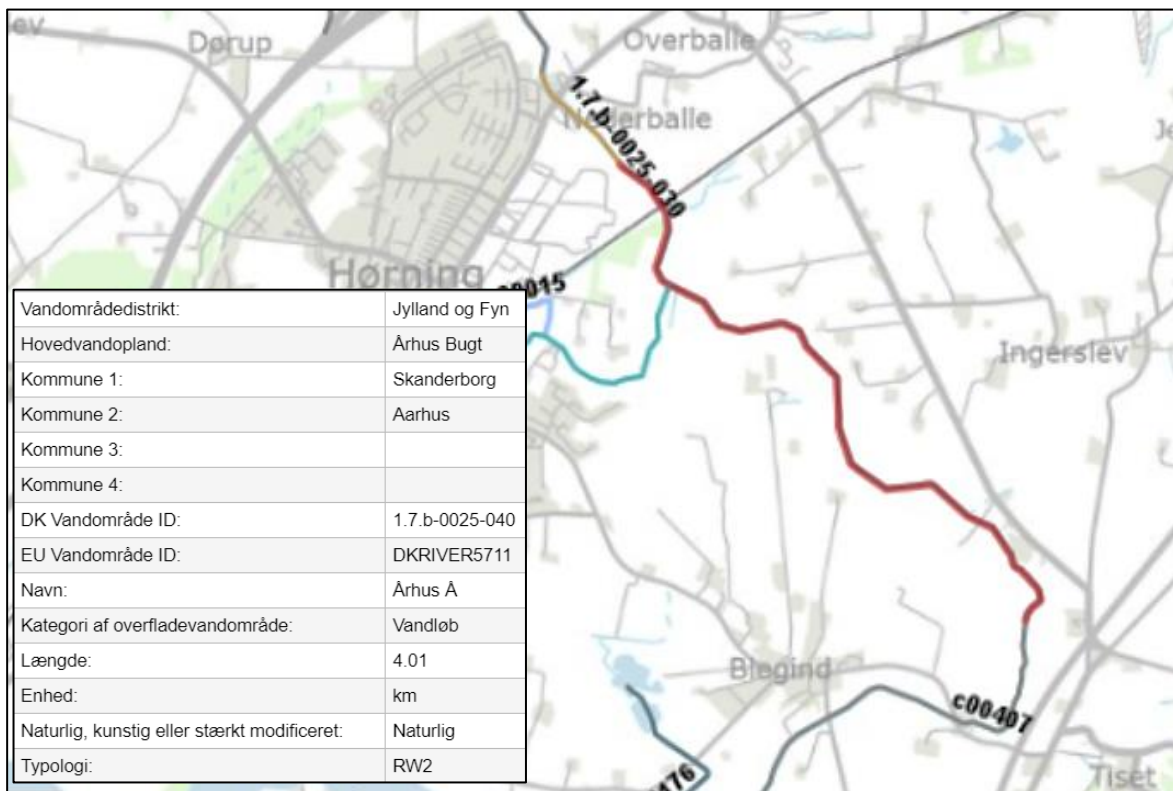 ev
Dørup
Overballe
Nederballe
1.7.b-0025-030
Hørning
0015
Ingerslev
Vandområdedistrikt: Jylland og Fyn
Hovedvandopland: Århus Bugt
Kommune 1: Skanderborg
Kommune 2: Aarhus
Kommune 3:
Kommune 4:
DK Vandområde ID: 1.7.b-0025-040
EU Vandområde ID: DKRIVER5711
Navn: Århus Å
Kategori af overfladevandområde: Vandløb
Længde: 4.01
Enhed: km
Naturlig, kunstig eller stærkt modificeret: Naturlig
Typologi: RW2
Blegind
c00407
176
Tiset